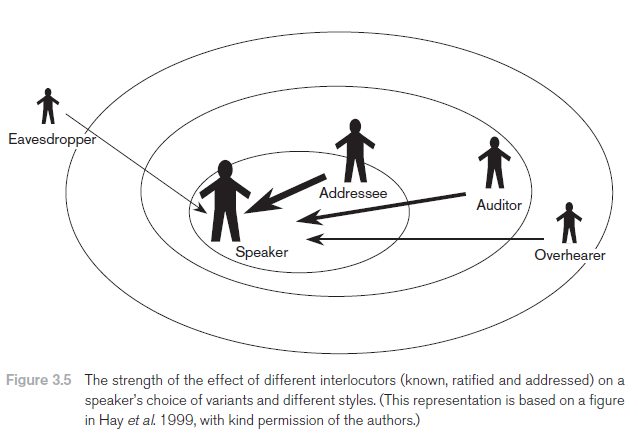 Eavesdropper
Addressee
Auditor
Speaker
Overhearer
Figure 3.5 The strength of the effect of different interlocutors (known, ratified and addressed) on a
speaker's choice of variants and different styles. (This representation is based on a figure
in Hay et al. 1999, with kind permission of the authors.)